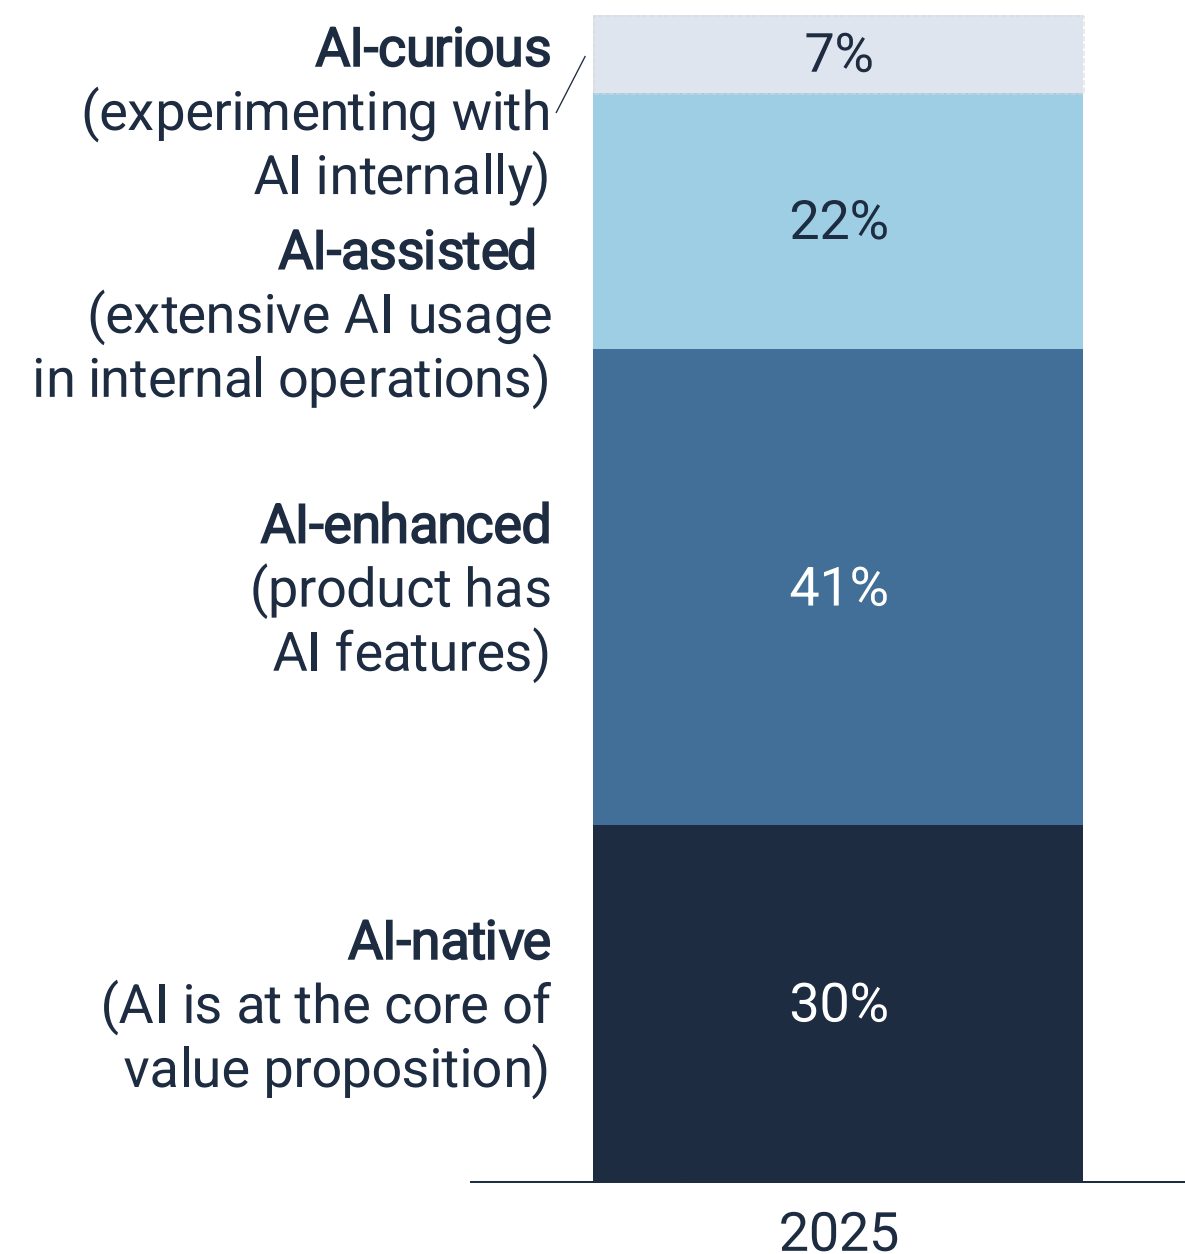 AI-curious
(experimenting with
AI internally)
7%
AI-assisted
(extensive AI usage
in internal operations)
22%
AI-enhanced
(product has
AI features)
41%
AI-native
(AI is at the core of
value proposition)
30%
2025